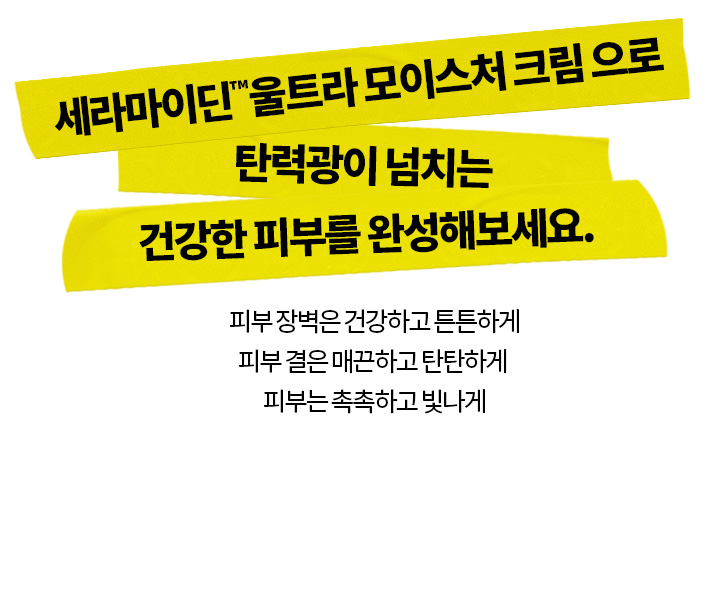 세라마이딘™울트라 모이스처 크림 으로
탄력광이 넘치는
건강한 피부를 완성해보세요.
피부 장벽은 건강하고 튼튼하게
피부 결은 매끈하고 탄탄하게
피부는 촉촉하고 빛나게